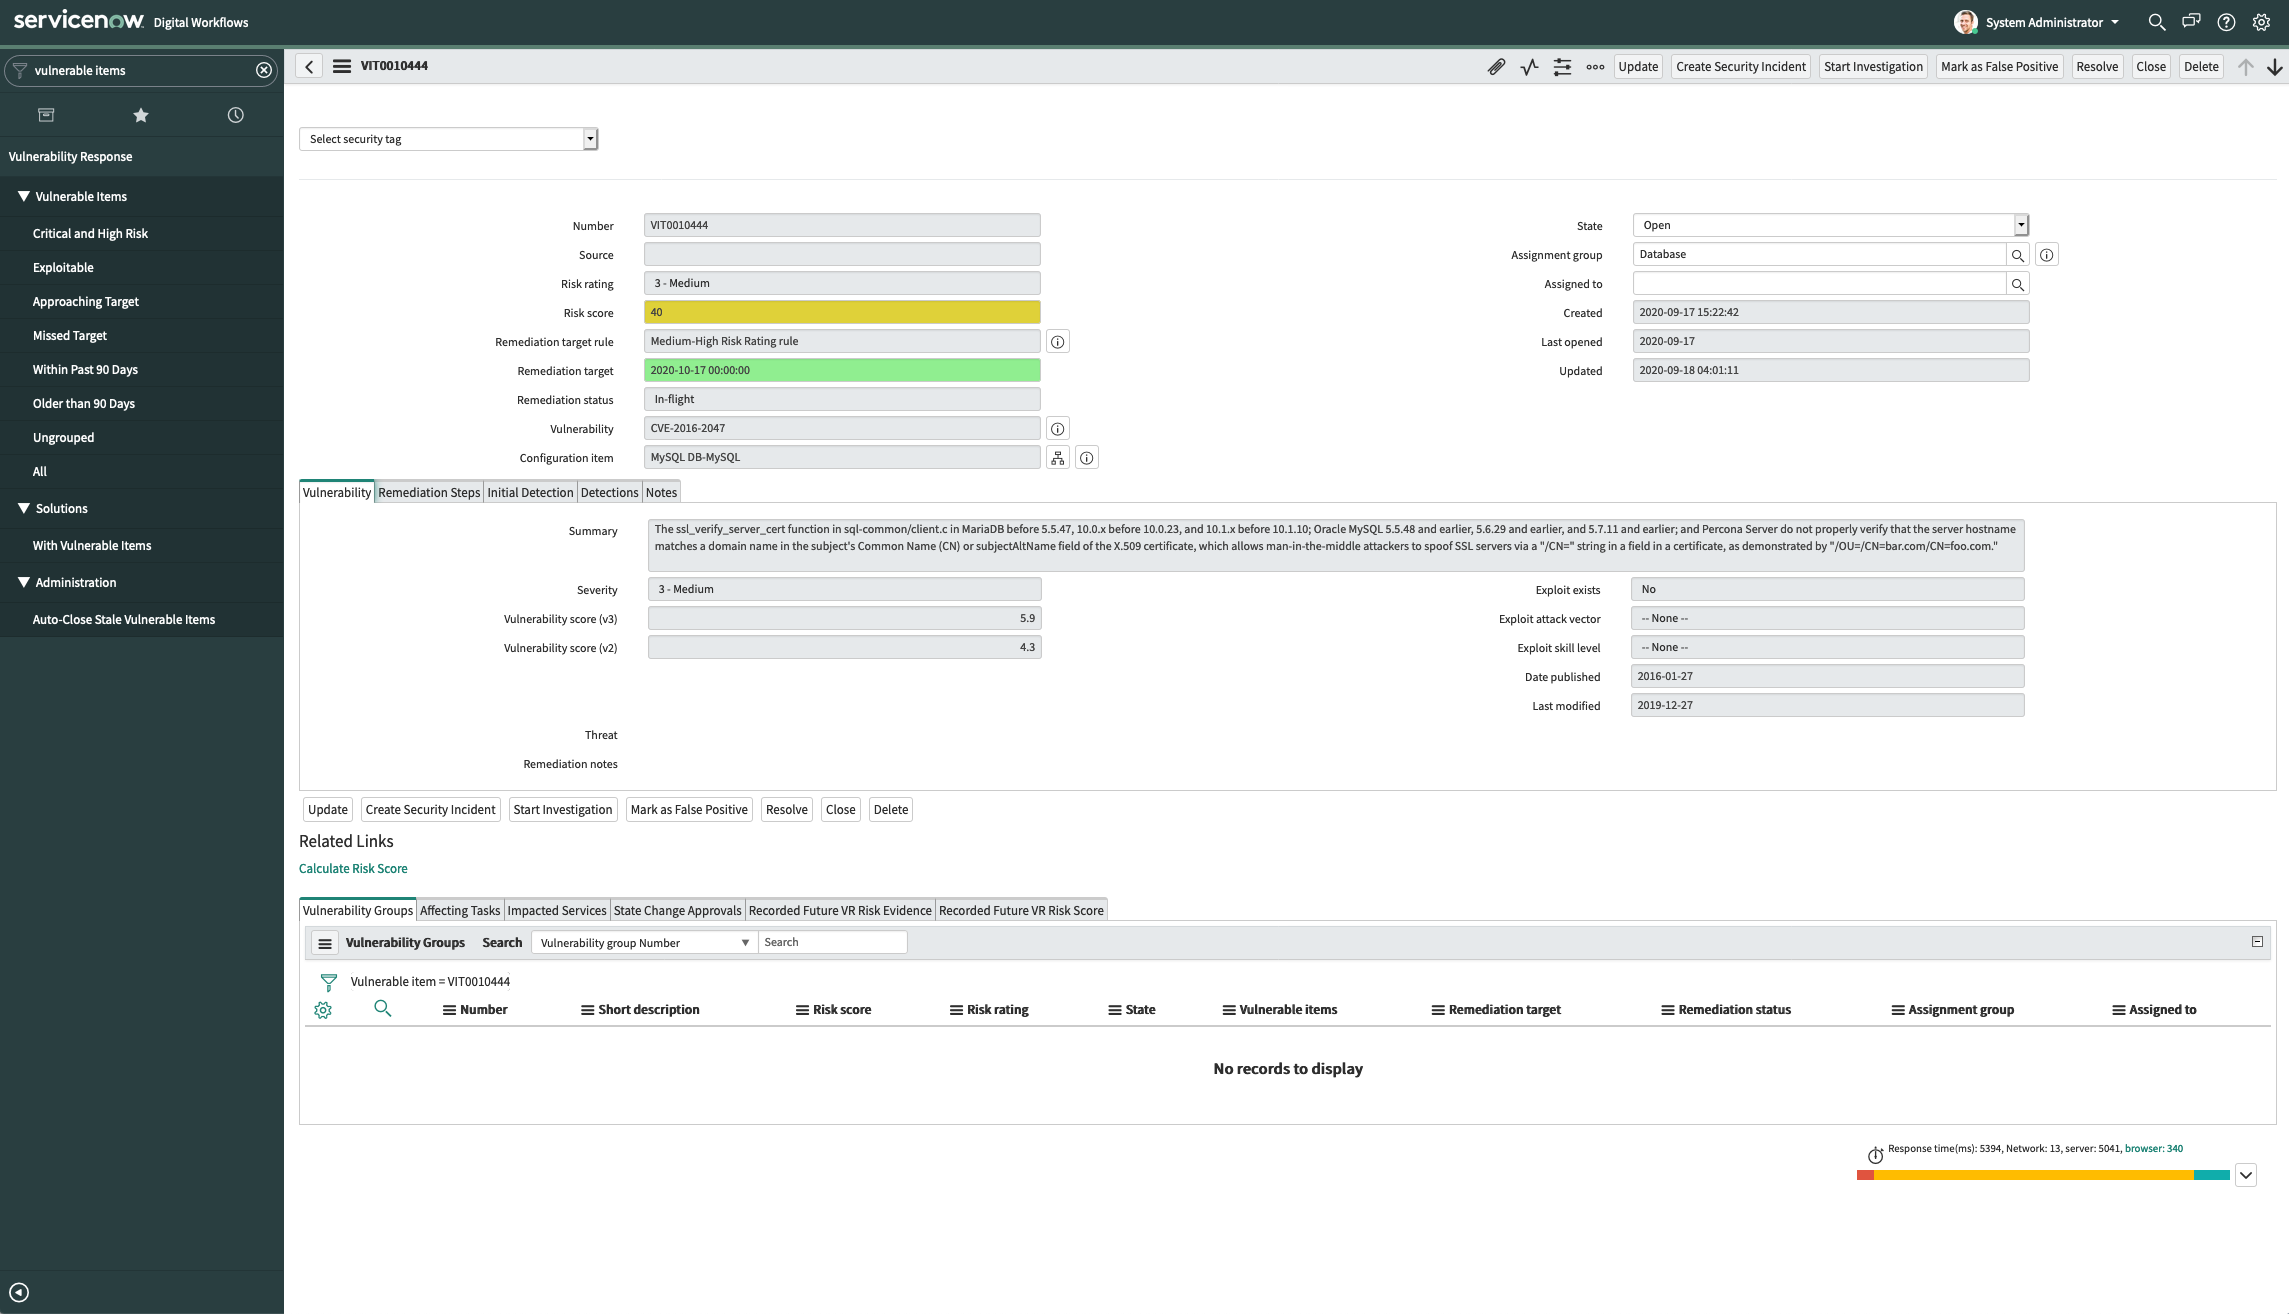 servicenow Digital Workflows
System Administrator
vulnerable items
VIT0010444
Update Create Security Incident Start Investigation Mark as False Positive Resolve Close Delete
Vulnerability Response
Vulnerable Items
Critical and High Risk
Exploitable
Approaching Target
Missed Target
Within Past 90 Days
Older than 90 Days
Ungrouped
All
Solutions
With Vulnerable Items
Administration
Auto-Close Stale Vulnerable Items
Select security tag
Number VIT0010444
Source
Risk rating 3 - Medium
Risk score 40
Remediation target rule Medium-High Risk Rating rule
Remediation target 2020-10-17 00:00:00
Remediation status In-flight
Vulnerability CVE-2016-2047
Configuration item MySQL DB-MySQL
State Open
Assignment group Database
Assigned to
Created 2020-09-17 15:22:42
Last opened 2020-09-17
Updated 2020-09-18 04:01:11
Vulnerability Remediation Steps Initial Detection Detections Notes
Summary The ssl_verify_server_cert function in sql-common/client.c in MariaDB before 5.5.47, 10.0.x before 10.0.23, and 10.1.x before 10.1.10; Oracle MySQL 5.5.48 and earlier, 5.6.29 and earlier, and 5.7.11 and earlier; and Percona Server do not properly verify that the server hostname
matches a domain name in the subject's Common Name (CN) or subjectAltName field of the X.509 certificate, which allows man-in-the-middle attackers to spoof SSL servers via a "/CN=" string in a field in a certificate, as demonstrated by "/OU=/CN=bar.com/CN=foo.com."
Severity 3 - Medium
Vulnerability score (v3) 5.9
Vulnerability score (v2) 4.3
Exploit exists No
Exploit attack vector -- None --
Exploit skill level -- None --
Date published 2016-01-27
Last modified 2019-12-27
Threat
Remediation notes
Update Create Security Incident Start Investigation Mark as False Positive Resolve Close Delete
Related Links
Calculate Risk Score
Vulnerability Groups Affecting Tasks Impacted Services State Change Approvals Recorded Future VR Risk Evidence Recorded Future VR Risk Score
Vulnerability Groups Search Vulnerability group Number Search
Vulnerable item = VIT0010444
Number Short description Risk score Risk rating State Vulnerable items Remediation target Remediation status Assignment group Assigned to
No records to display
Response time(ms): 5394, Network: 13, server: 5041, browser: 340